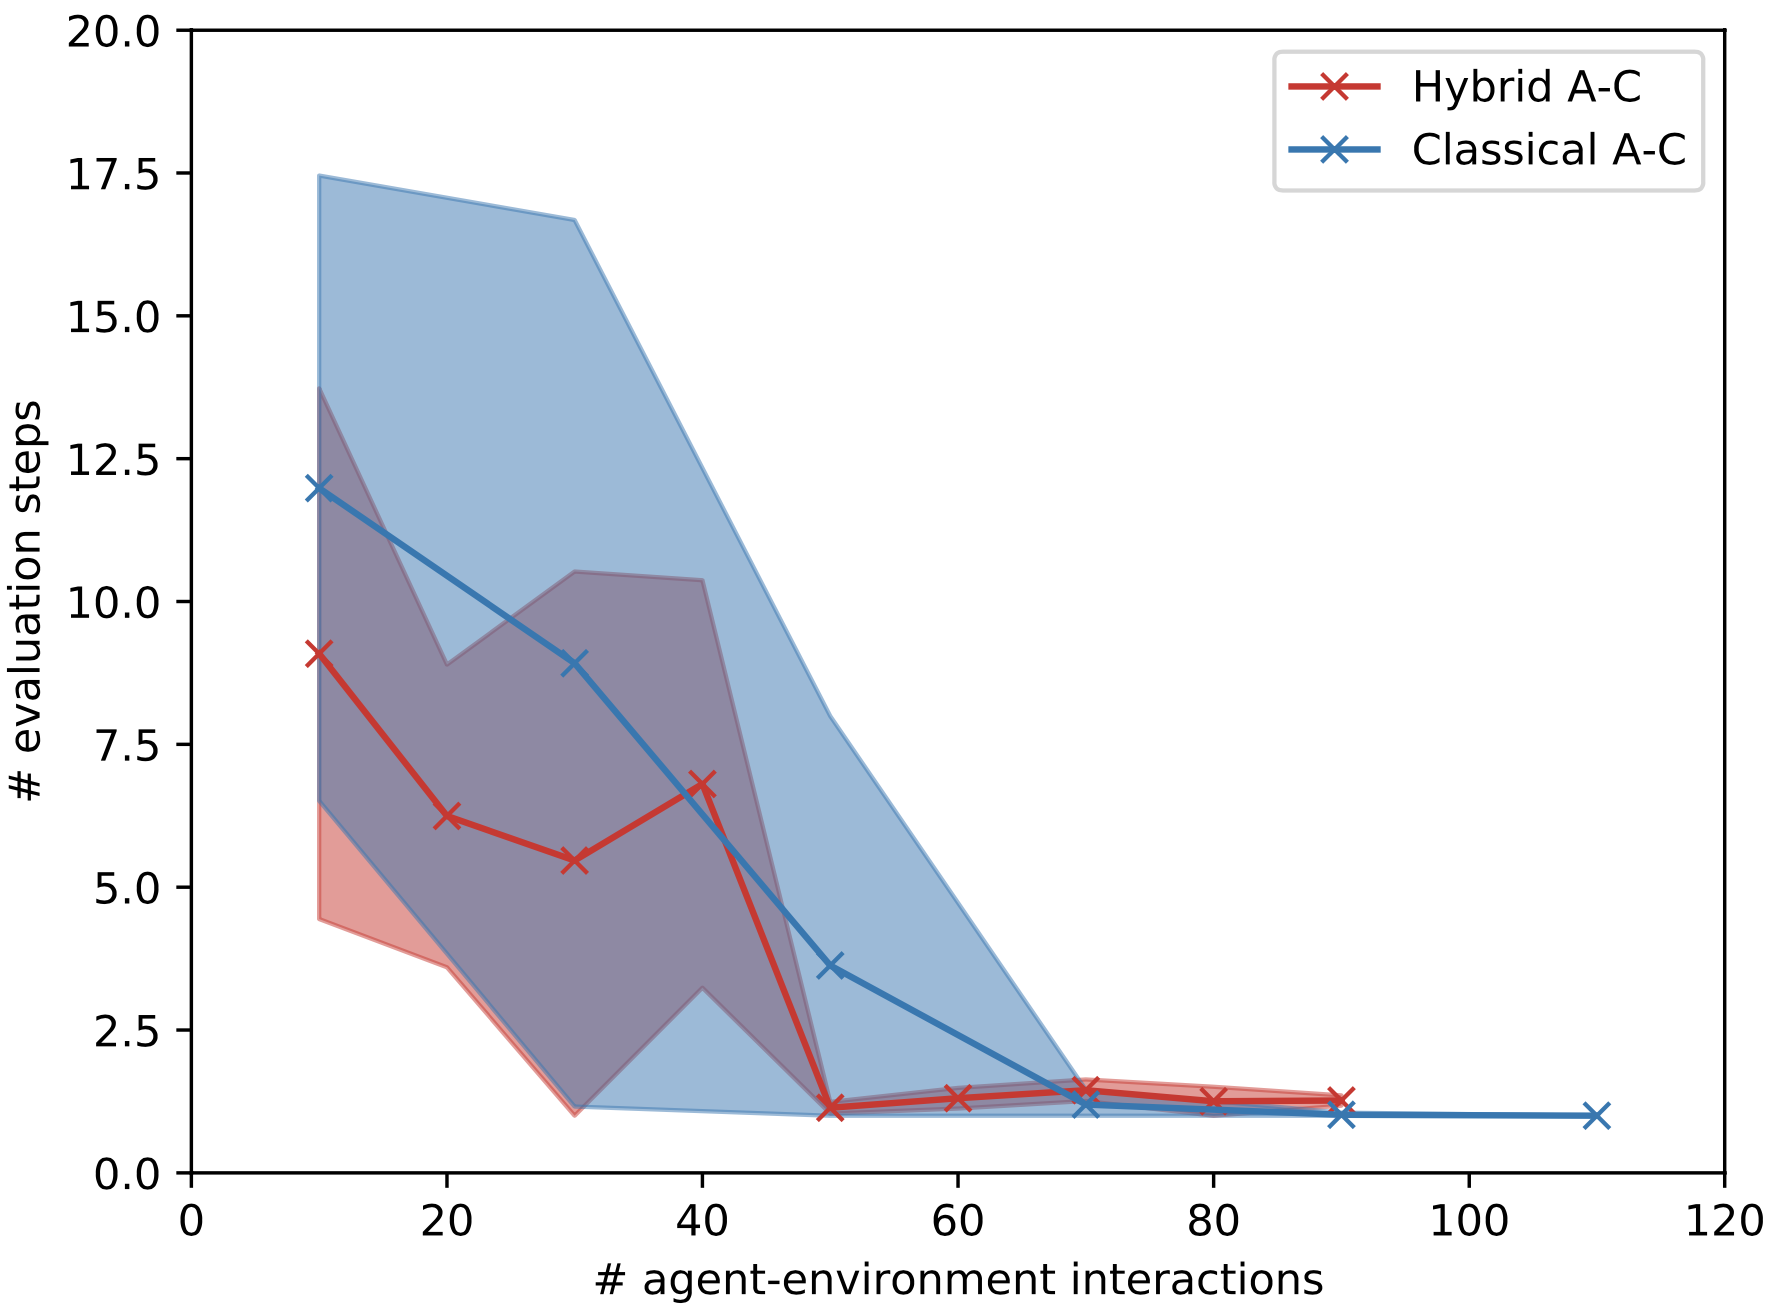 20.0
17.5
15.0
12.5
10.0
7.5
5.0
2.5
0.0
# evaluation steps
Hybrid A-C
Classical A-C
0 20 40 60 80 100 120
# agent-environment interactions